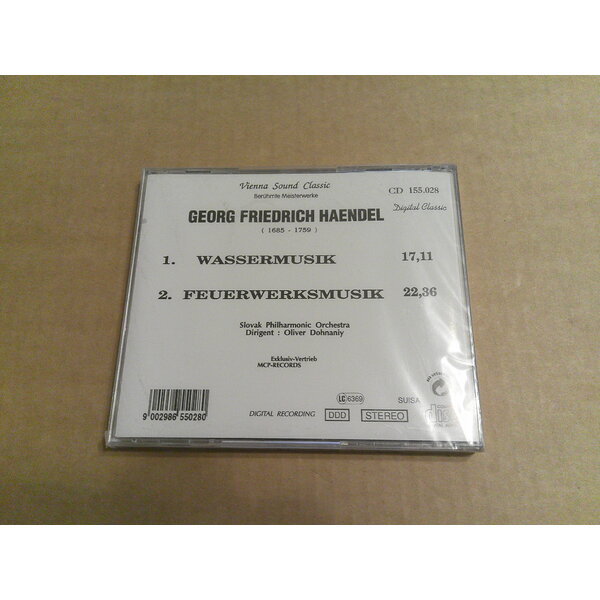 Vienna Sound Classic
Berühmte Meisterwerke
CD 155.028
Digital Classic
GEORG FRIEDRICH HAENDEL
( 1685 - 1759 )
1. WASSERMUSIK 17,11
2. FEUERWERKSMUSIK 22,36
Slovak Philharmonic Orchestra
Dirigent : Oliver Dohnaniy
Exklusiv-Vertrieb
MCP-RECORDS
9 002986 550280
DIGITAL RECORDING
DDD
STEREO
LC 6369
SUISA